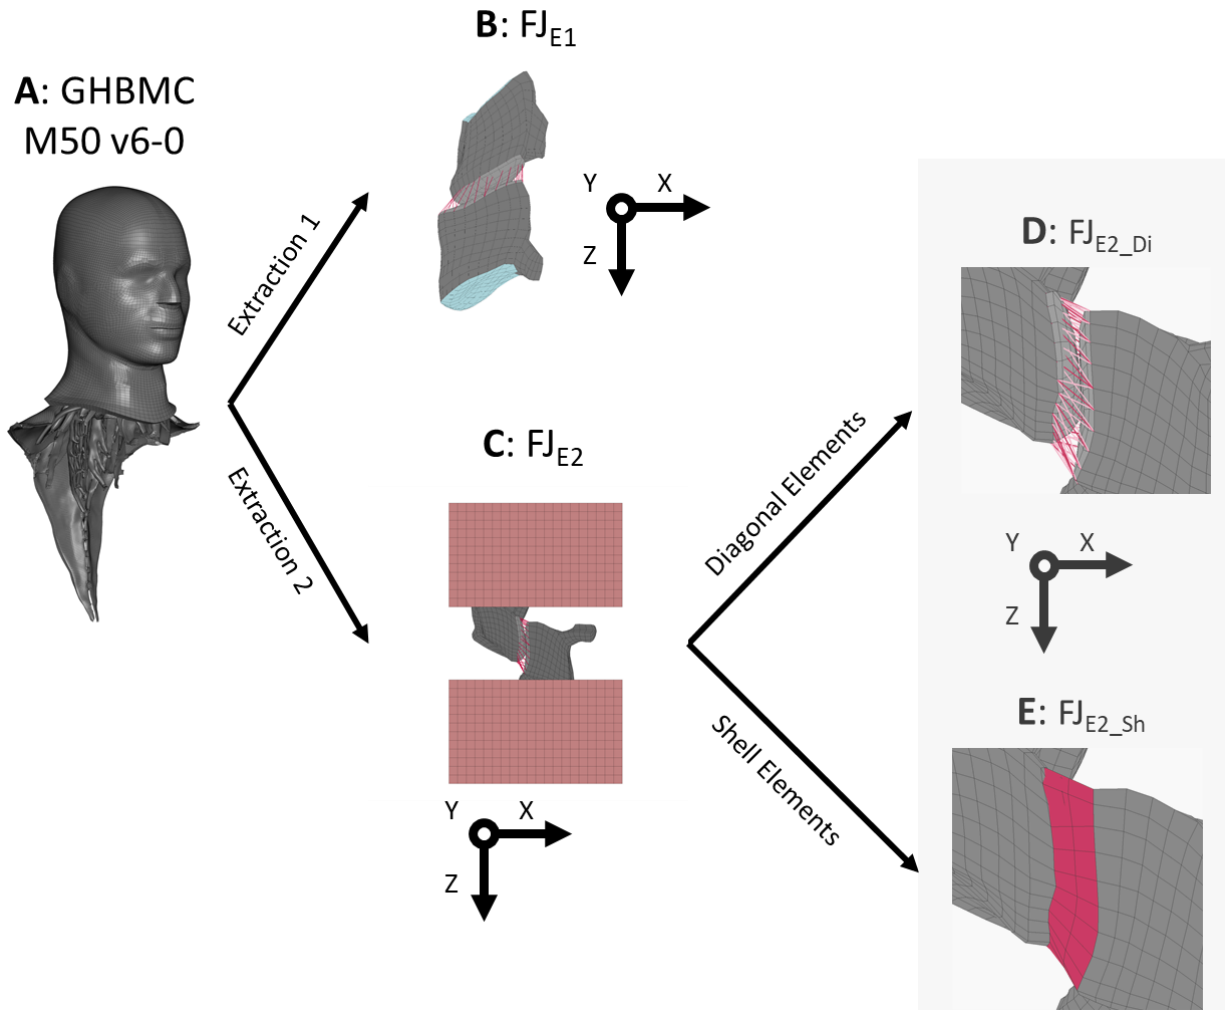 A: GHBMC
M50 v6-0
B: FJE1
Extraction 1
Y
X
Z
Extraction 2
C: FJE2
Y
X
Z
Diagonal Elements
Shell Elements
D: FJE2_Di
Y
X
Z
E: FJE2_Sh